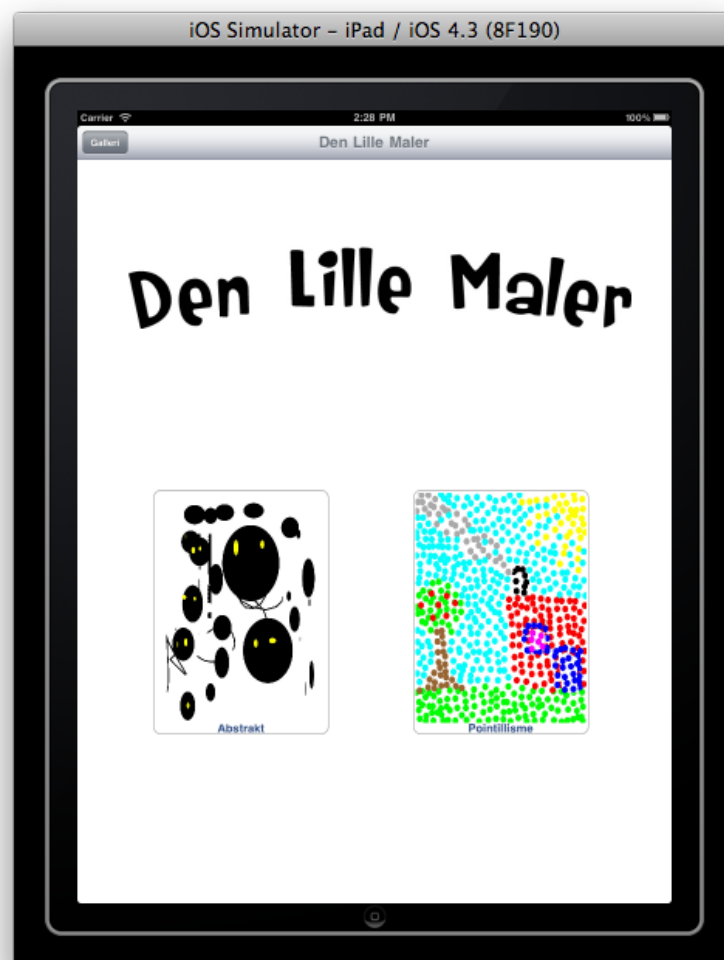 iOS Simulator - iPad / iOS 4.3 (8F190)
Carrier 2:28 PM 100%
Galleri Den Lille Maler
Den Lille Maler
Abstrakt Pointillisme